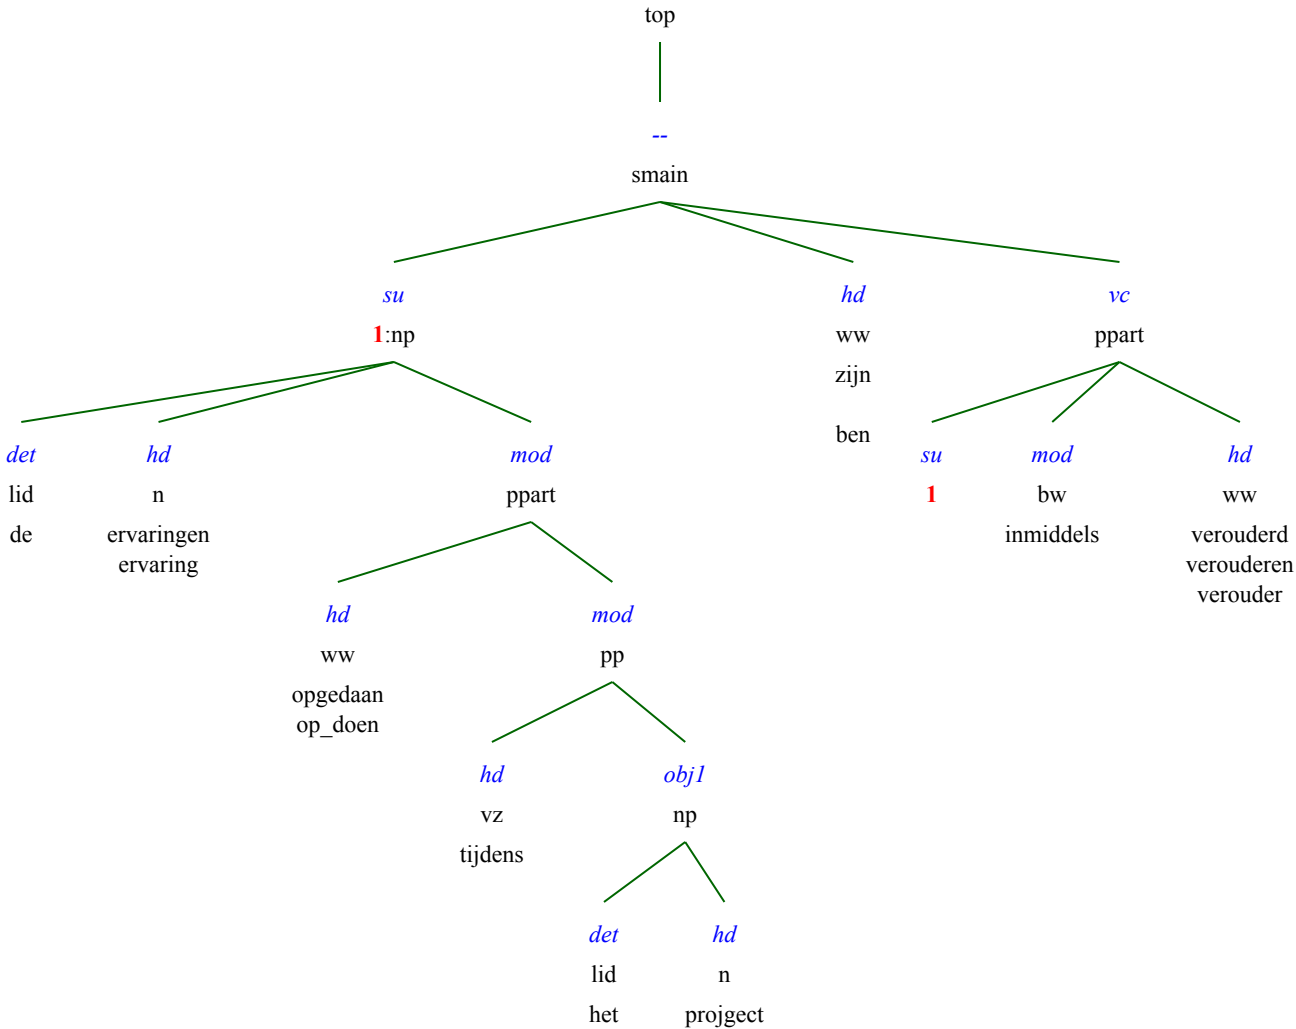 top
--
smain
su hd vc
1:np ww ppart
zijn
ben
det hd mod su mod hd
lid n ppart 1 bw ww
de ervaringen inmiddels verouderd
ervaring verouderen
verouder
hd mod
ww pp
opgedaan
op_doen
hd obj1
vz np
tijdens
det hd
lid n
het projgect